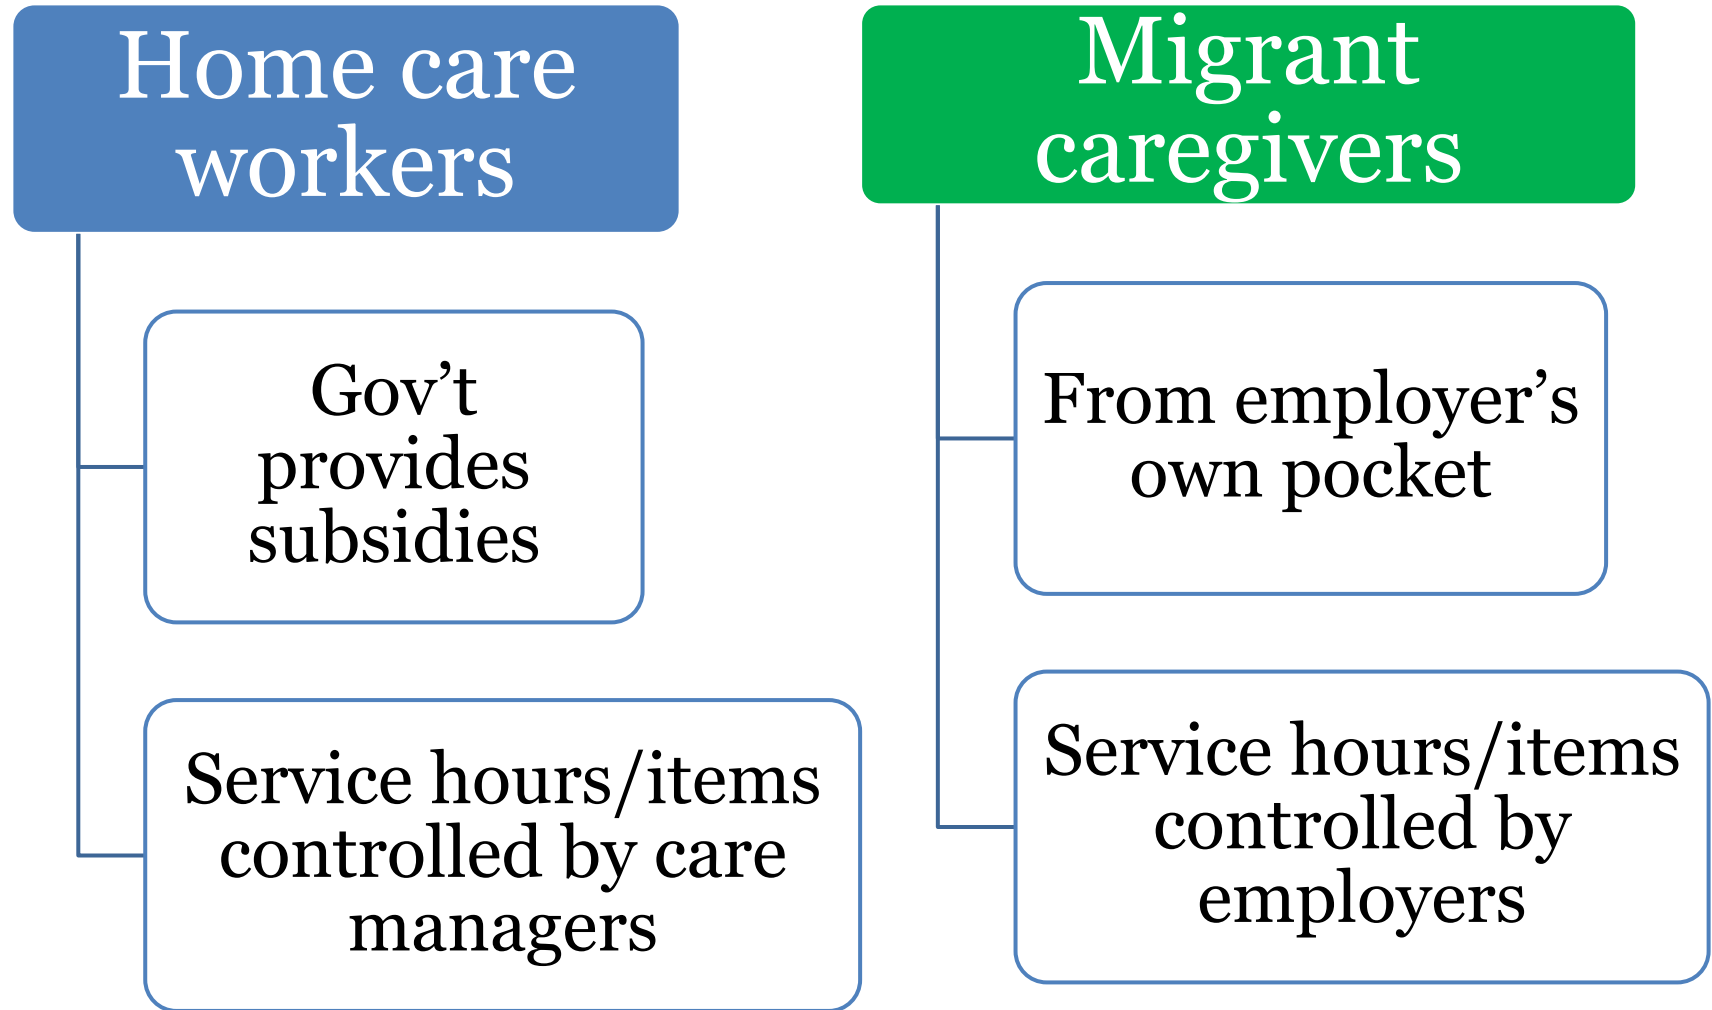 Home care
workers
Gov’t
provides
subsidies
Service hours/items
controlled by care
managers
Migrant
caregivers
From employer’s
own pocket
Service hours/items
controlled by
employers